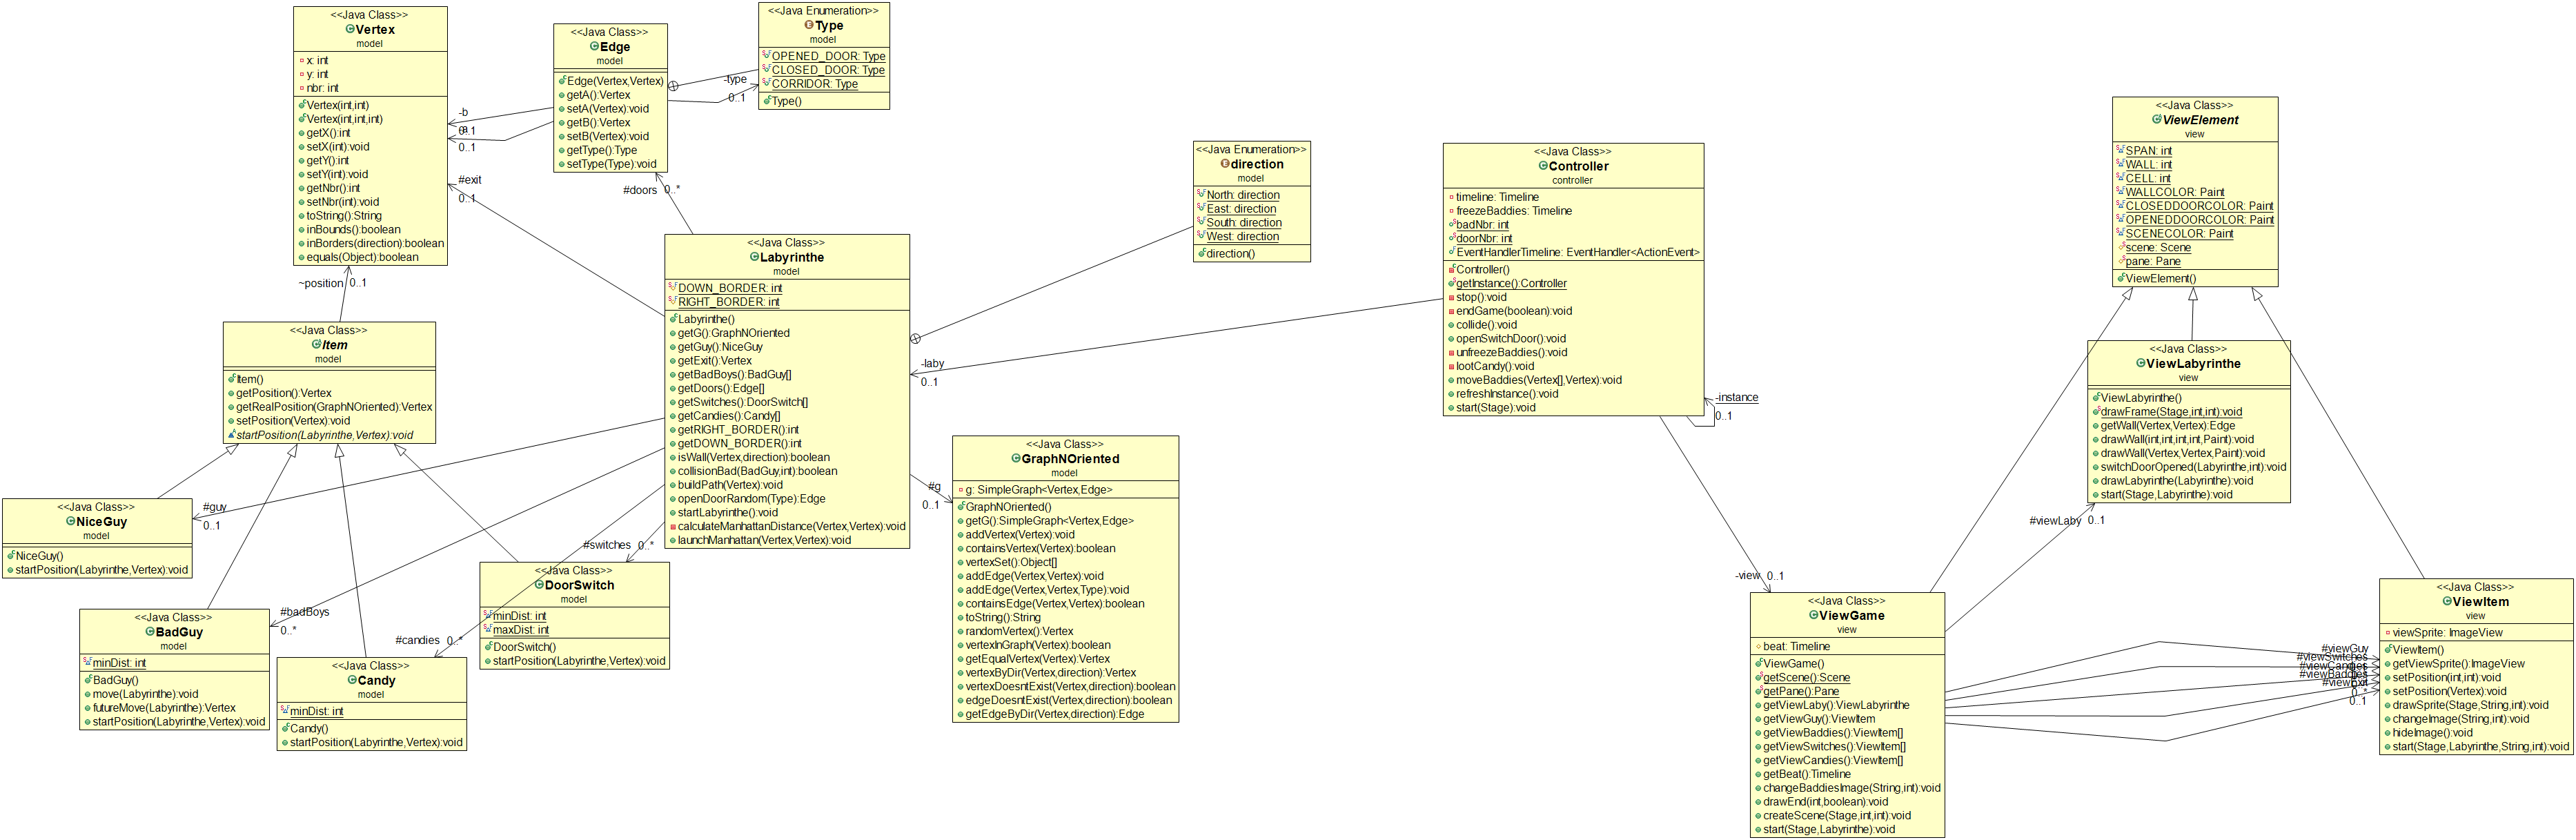 <<Java Class>>
Vertex
model
x: int
y: int
nbr: int
Vertex(int,int)
Vertex(int,int,int)
getX():int
setX(int):void
getY():int
setY(int):void
getNbr():int
setNbr(int):void
toString():String
inBounds():boolean
inBorders(direction):boolean
equals(Object):boolean
<<Java Class>>
Edge
model
Edge(Vertex,Vertex)
getA():Vertex
setA(Vertex):void
getB():Vertex
setB(Vertex):void
getType():Type
setType(Type):void
<<Java Enumeration>>
Type
model
OPENED_DOOR: Type
CLOSED_DOOR: Type
CORRIDOR: Type
Type()
-type
0..1
-b
0..1
0..1
#exit
0..1
#doors 0..*
~position 0..1
<<Java Class>>
Item
model
Item()
getPosition():Vertex
getRealPosition(GraphNOriented):Vertex
setPosition(Vertex):void
startPosition(Labyrinthe,Vertex):void
<<Java Class>>
Labyrinthe
model
DOWN_BORDER: int
RIGHT_BORDER: int
Labyrinthe()
getG():GraphNOriented
getGuy():NiceGuy
getExit():Vertex
getBadBoys():BadGuy[]
getDoors():Edge[]
getSwitches():DoorSwitch[]
getCandies():Candy[]
getRIGHT_BORDER():int
getDOWN_BORDER():int
isWall(Vertex,direction):boolean
collisionBad(BadGuy,int):boolean
buildPath(Vertex):void
openDoorRandom(Type):Edge
startLabyrinthe():void
calculateManhattanDistance(Vertex,Vertex):void
launchManhattan(Vertex,Vertex):void
<<Java Enumeration>>
direction
model
North: direction
East: direction
South: direction
West: direction
direction()
<<Java Class>>
Controller
controller
timeline: Timeline
freezeBaddies: Timeline
badNbr: int
doorNbr: int
EventHandlerTimeline: EventHandler<ActionEvent>
Controller()
getInstance():Controller
stop():void
endGame(boolean):void
collide():void
openSwitchDoor():void
unfreezeBaddies():void
lootCandy():void
moveBaddies(Vertex[],Vertex):void
refreshInstance():void
start(Stage):void
-laby
0..1
-instance
0..1
<<Java Class>>
ViewElement
view
SPAN: int
WALL: int
CELL: int
WALLCOLOR: Paint
CLOSEDDOORCOLOR: Paint
OPENEDDOORCOLOR: Paint
SCENECOLOR: Paint
scene: Scene
pane: Pane
ViewElement()
<<Java Class>>
ViewLabyrinthe
view
ViewLabyrinthe()
drawFrame(Stage,int,int):void
getWall(Vertex,Vertex):Edge
drawWall(int,int,int,int,Paint):void
drawWall(Vertex,Vertex,Paint):void
switchDoorOpened(Labyrinthe,int):void
drawLabyrinthe(Labyrinthe):void
start(Stage,Labyrinthe):void
#viewLaby 0..1
<<Java Class>>
NiceGuy
model
NiceGuy()
startPosition(Labyrinthe,Vertex):void
#guy
0..1
<<Java Class>>
BadGuy
model
minDist: int
BadGuy()
move(Labyrinthe):void
futureMove(Labyrinthe):Vertex
startPosition(Labyrinthe,Vertex):void
#badBoys
0..*
<<Java Class>>
Candy
model
minDist: int
Candy()
startPosition(Labyrinthe,Vertex):void
#candies 0..*
<<Java Class>>
DoorSwitch
model
minDist: int
maxDist: int
DoorSwitch()
startPosition(Labyrinthe,Vertex):void
#switches 0..*
#g
0..1
<<Java Class>>
GraphNOriented
model
g: SimpleGraph<Vertex,Edge>
GraphNOriented()
getG():SimpleGraph<Vertex,Edge>
addVertex(Vertex):void
containsVertex(Vertex):boolean
vertexSet():Object[]
addEdge(Vertex,Vertex):void
addEdge(Vertex,Vertex,Type):void
containsEdge(Vertex,Vertex):boolean
toString():String
randomVertex():Vertex
vertexInGraph(Vertex):boolean
getEqualVertex(Vertex):Vertex
vertexByDir(Vertex,direction):Vertex
vertexDoesntExist(Vertex,direction):boolean
edgeDoesntExist(Vertex,direction):boolean
getEdgeByDir(Vertex,direction):Edge
-view 0..1
<<Java Class>>
ViewGame
view
beat: Timeline
ViewGame()
getScene():Scene
getPane():Pane
getViewLaby():ViewLabyrinthe
getViewGuy():ViewItem
getViewBaddies():ViewItem[]
getViewSwitches():ViewItem[]
getViewCandies():ViewItem[]
getBeat():Timeline
changeBaddiesImage(String,int):void
drawEnd(int,boolean):void
createScene(Stage,int,int):void
start(Stage,Labyrinthe):void
#viewGuy
#viewSwitches
#viewCandies
#viewBaddies
#viewExit
0..*
0..1
<<Java Class>>
ViewItem
view
viewSprite: ImageView
ViewItem()
getViewSprite():ImageView
setPosition(int,int):void
setPosition(Vertex):void
drawSprite(Stage,String,int):void
changeImage(String,int):void
hideImage():void
start(Stage,Labyrinthe,String,int):void